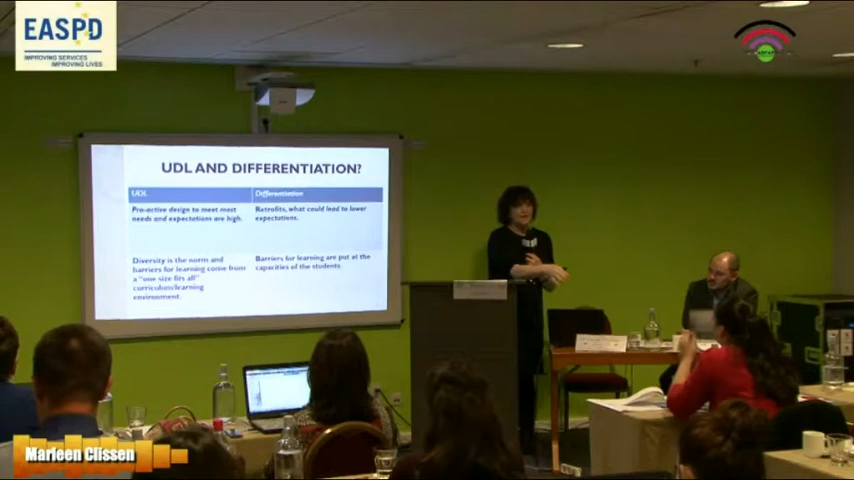 EASPD
IMPROVING SERVICES
IMPROVING LIVES
UDL AND DIFFERENTIATION?
UDL
Differentiation
Pro-active design to meet most
needs and expectations are high.
Retrofits, what could lead to lower
expectations.
Diversity is the norm and
barriers for learning come from
a "one size fits all"
curriculum/learning
environment.
Barriers for learning are put at the
capacities of the students.
Marleen Clissen